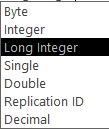 Byte
Integer
Long Integer
Single
Double
Replication ID
Decimal